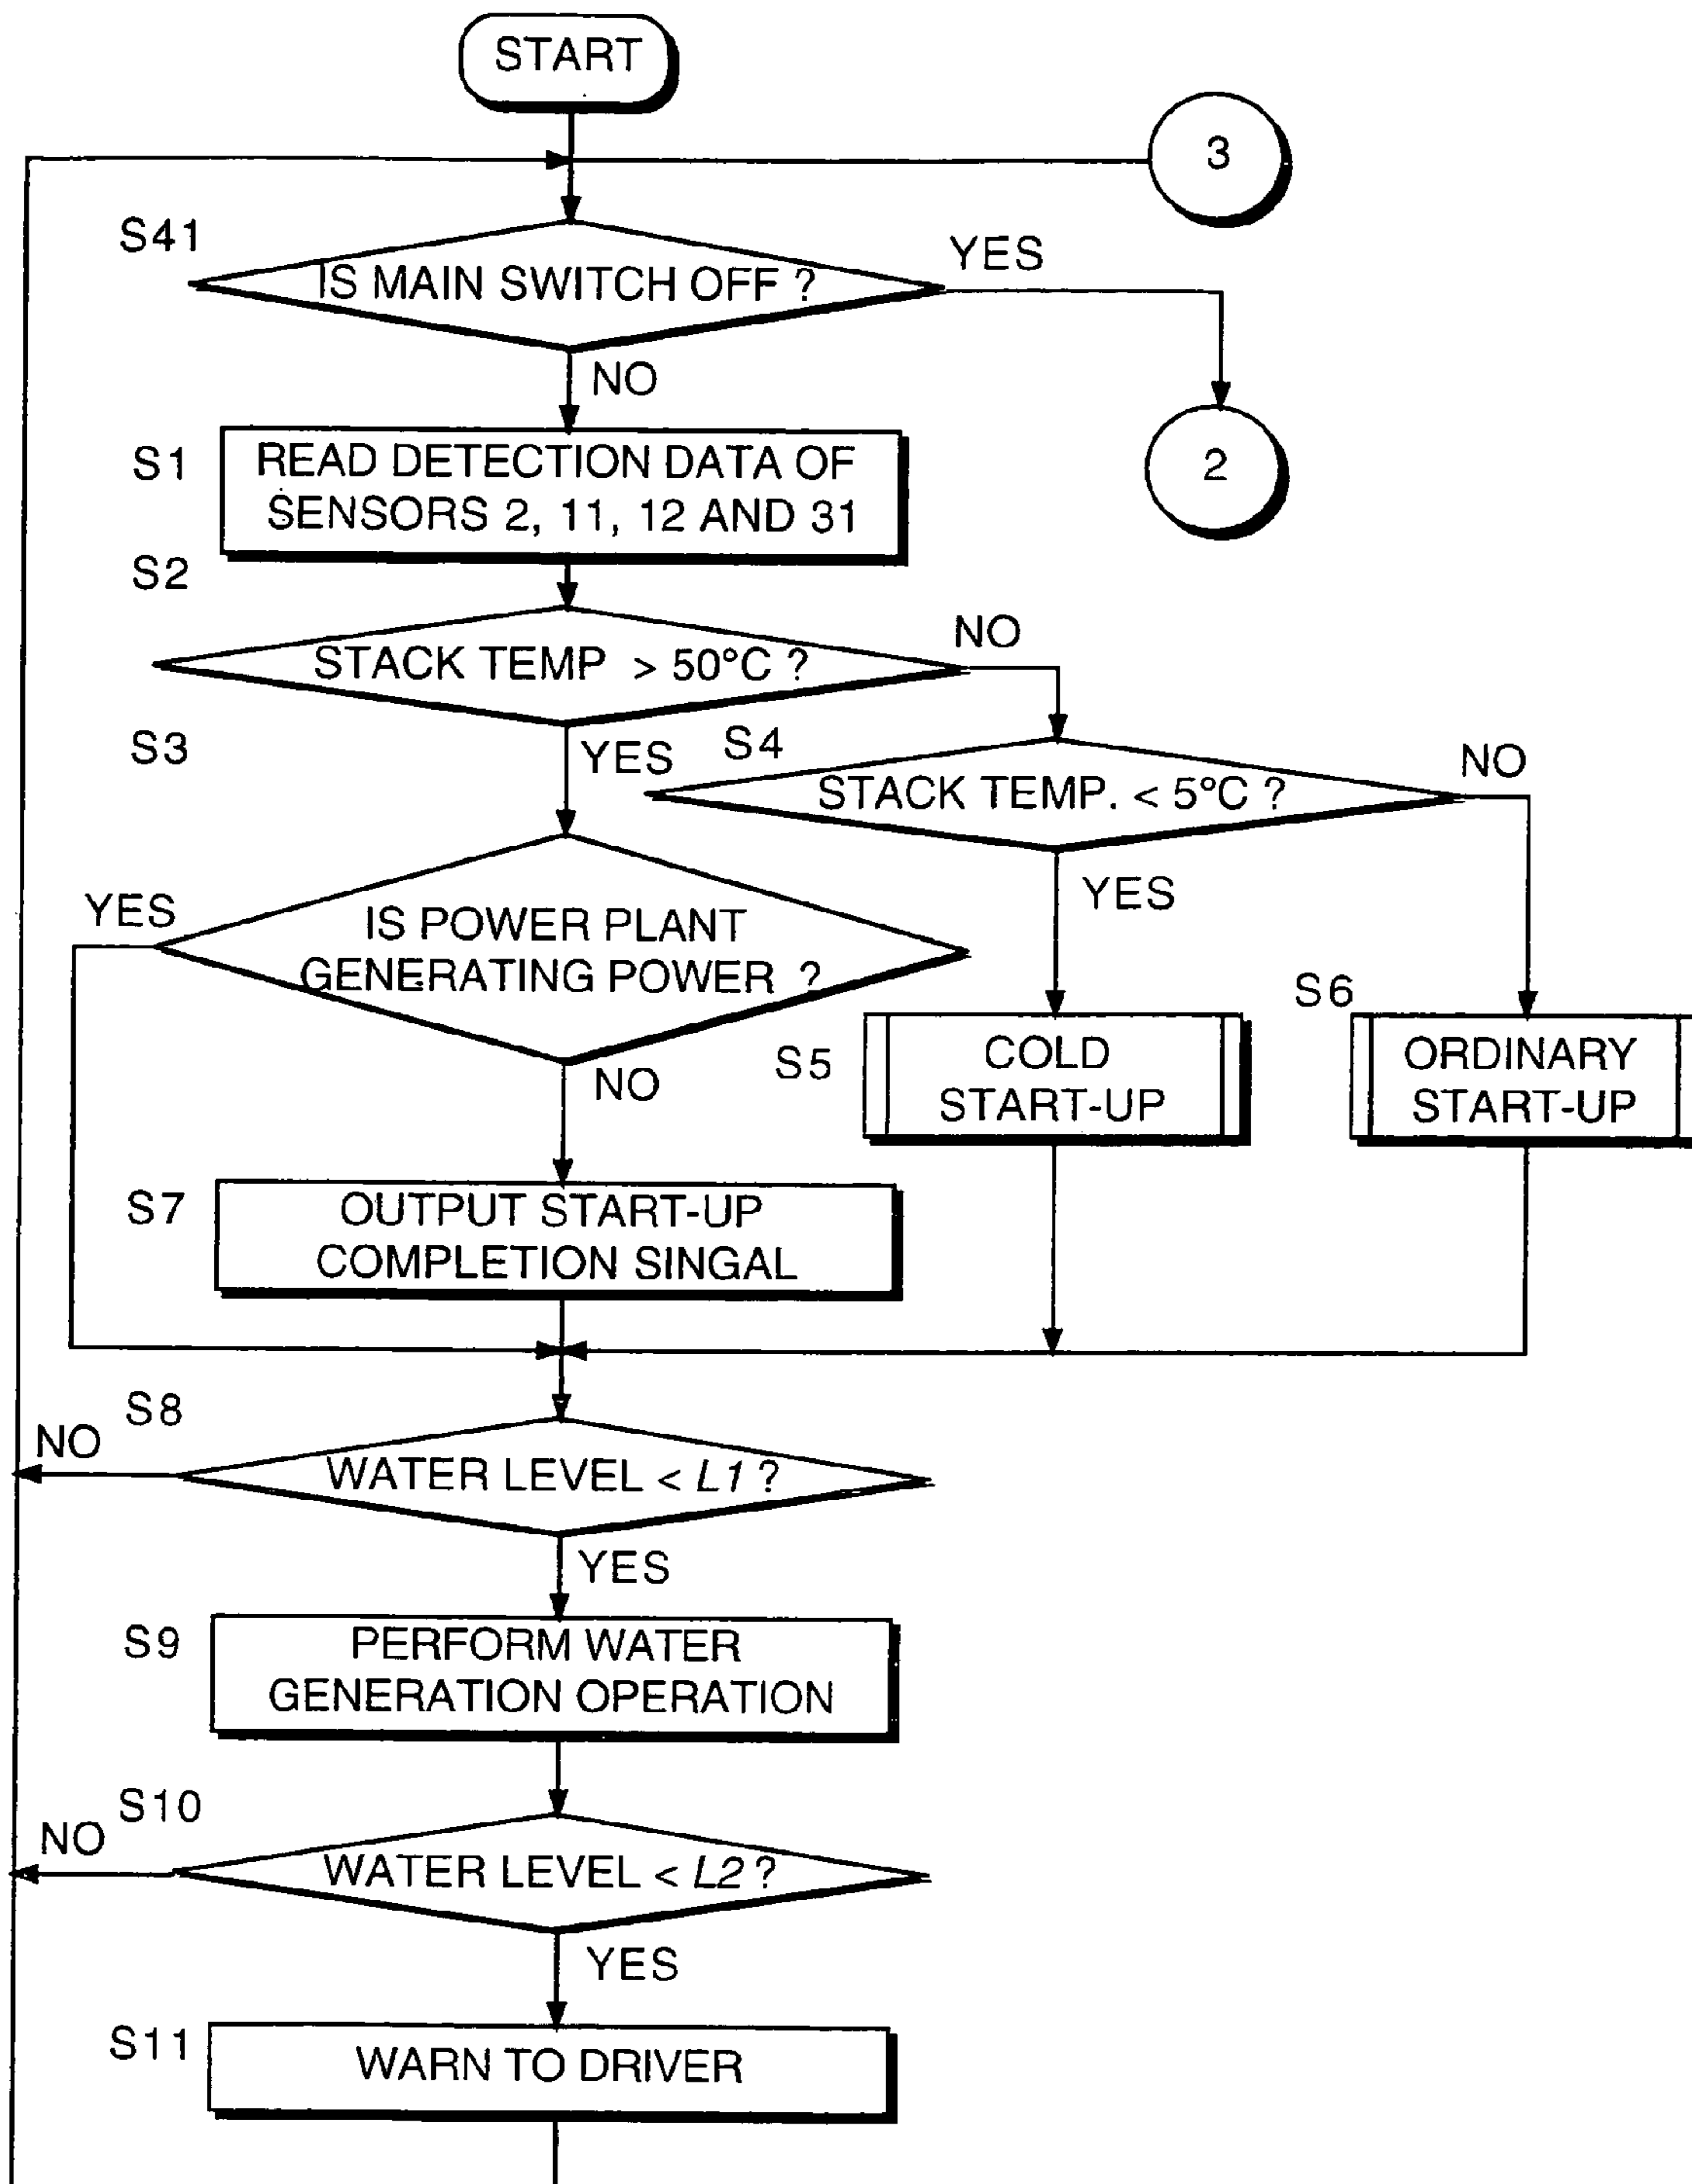 START
3
S41
IS MAIN SWITCH OFF ?
YES
NO
2
S1
READ DETECTION DATA OF
SENSORS 2, 11, 12 AND 31
S2
STACK TEMP > 50°C ?
NO
S3
YES
S4
STACK TEMP. < 5°C ?
NO
YES
YES
IS POWER PLANT
GENERATING POWER ?
NO
S5
COLD
START-UP
S6
ORDINARY
START-UP
S7
OUTPUT START-UP
COMPLETION SINGAL
S8
NO
WATER LEVEL < L1 ?
YES
S9
PERFORM WATER
GENERATION OPERATION
S10
NO
WATER LEVEL < L2 ?
YES
S11
WARN TO DRIVER